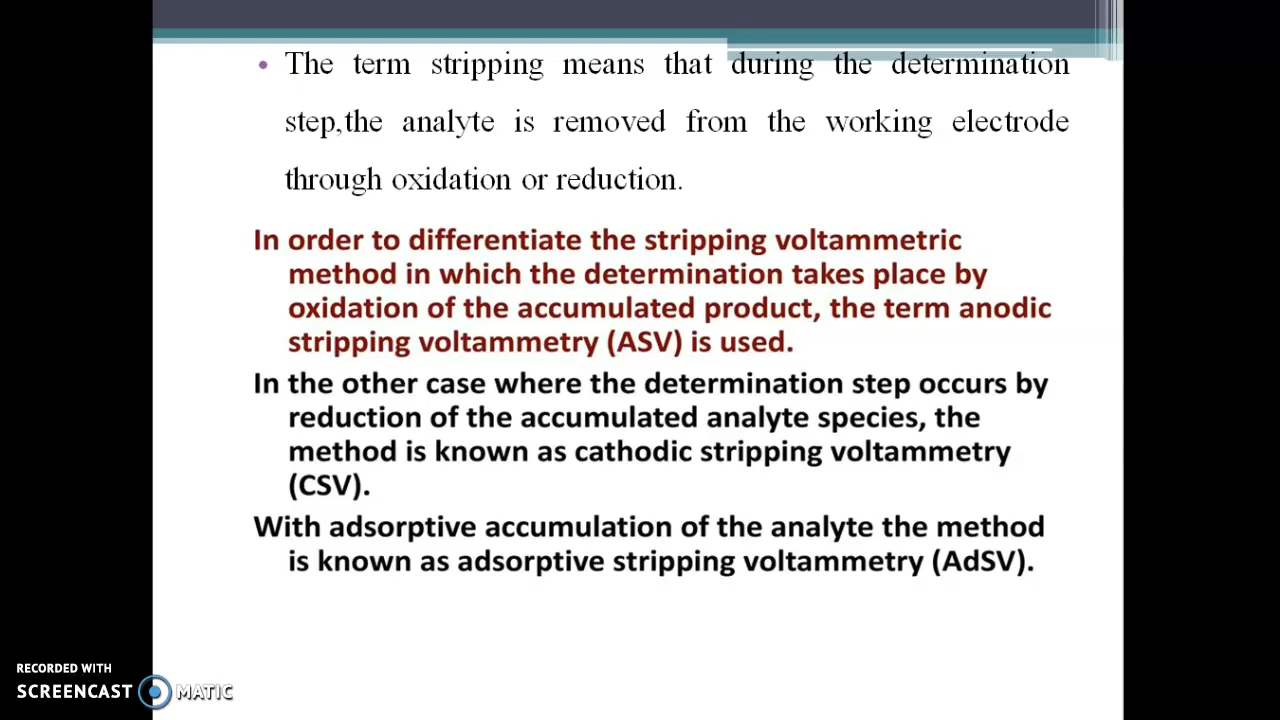 • The term stripping means that during the determination
step,the analyte is removed from the working electrode
through oxidation or reduction.
In order to differentiate the stripping voltammetric
method in which the determination takes place by
oxidation of the accumulated product, the term anodic
stripping voltammetry (ASV) is used.
In the other case where the determination step occurs by
reduction of the accumulated analyte species, the
method is known as cathodic stripping voltammetry
(CSV).
With adsorptive accumulation of the analyte the method
is known as adsorptive stripping voltammetry (AdSV).
RECORDED WITH
SCREENCAST MATIC